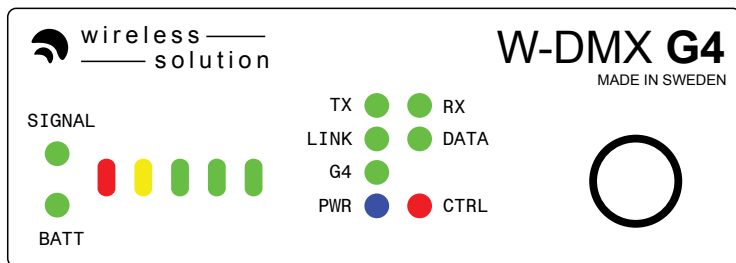 wireless
solution
W-DMX G4
MADE IN SWEDEN
SIGNAL
BATT
TX RX
LINK DATA
G4
PWR CTRL